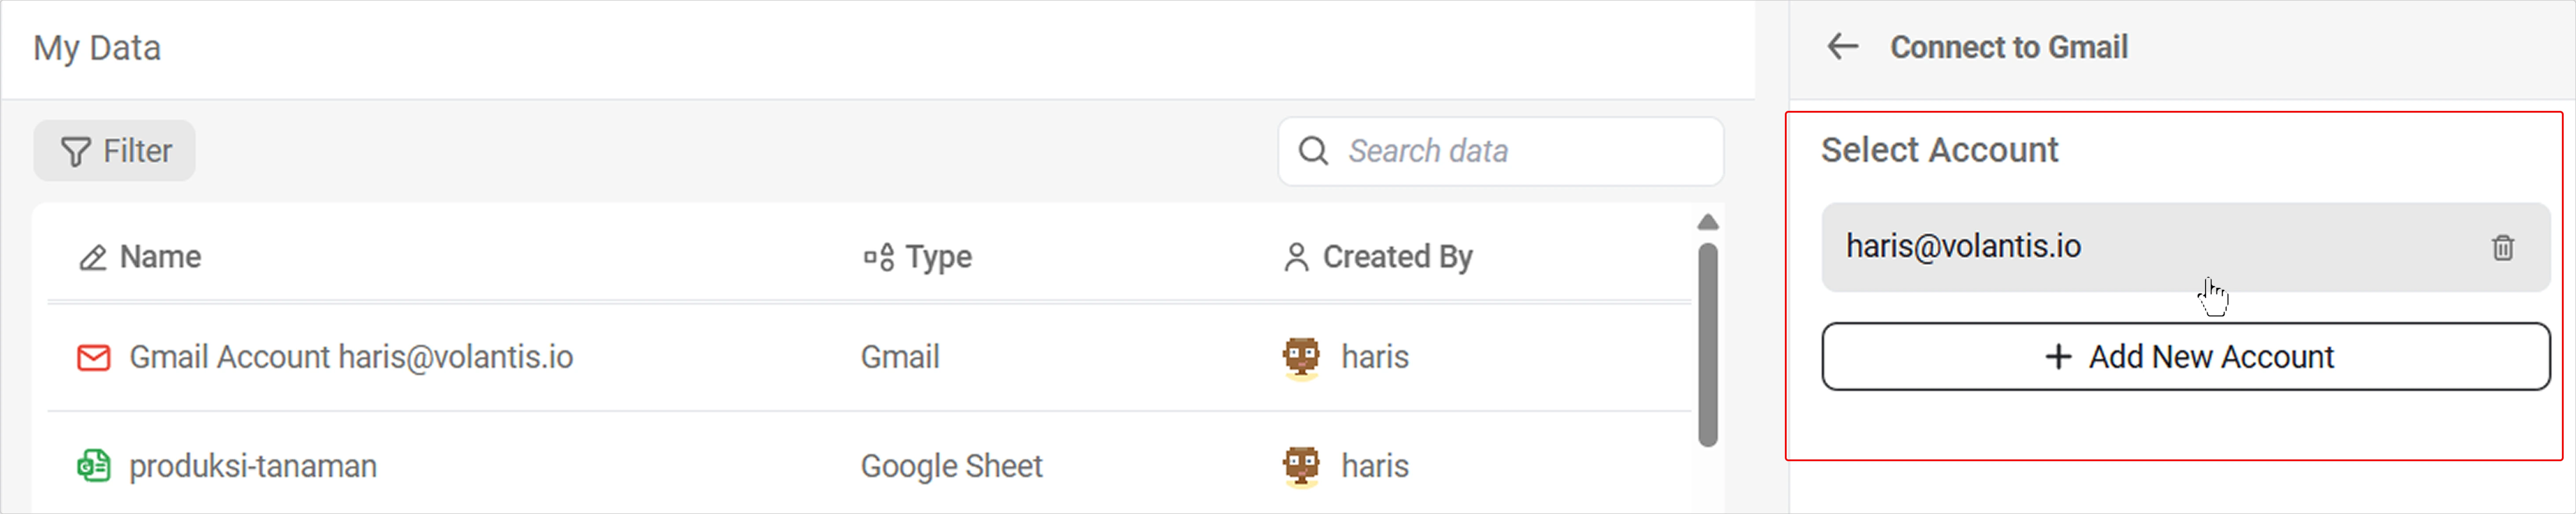 My Data
Filter
Search data
Name Type Created By
Gmail Account haris@volantis.io Gmail haris
produksi-tanaman Google Sheet haris
Connect to Gmail
Select Account
haris@volantis.io
+ Add New Account